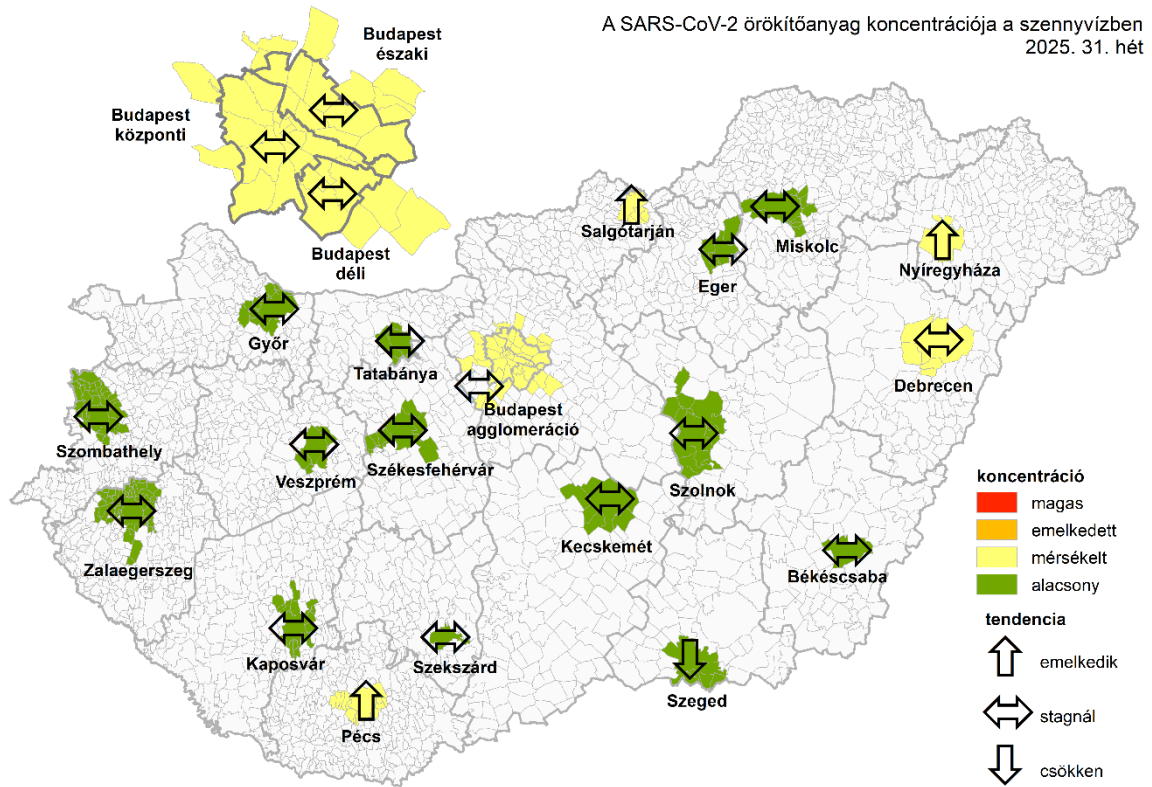 A SARS-CoV-2 örökítőanyag koncentrációja a szennyvízben
2025. 31. hét
Budapest
északi
Budapest
központi
Budapest
déli
Salgótarján
Miskolc
Eger
Nyíregyháza
Győr
Tatabánya
Debrecen
Budapest
agglomeráció
Szombathely
Veszprém
Székesfehérvár
Szolnok
Kecskemét
Zalaegerszeg
Békéscsaba
Kaposvár
Szekszárd
Szeged
Pécs
koncentráció
magas
emelkedett
mérsékelt
alacsony
tendencia
emelkedik
stagnál
csökken